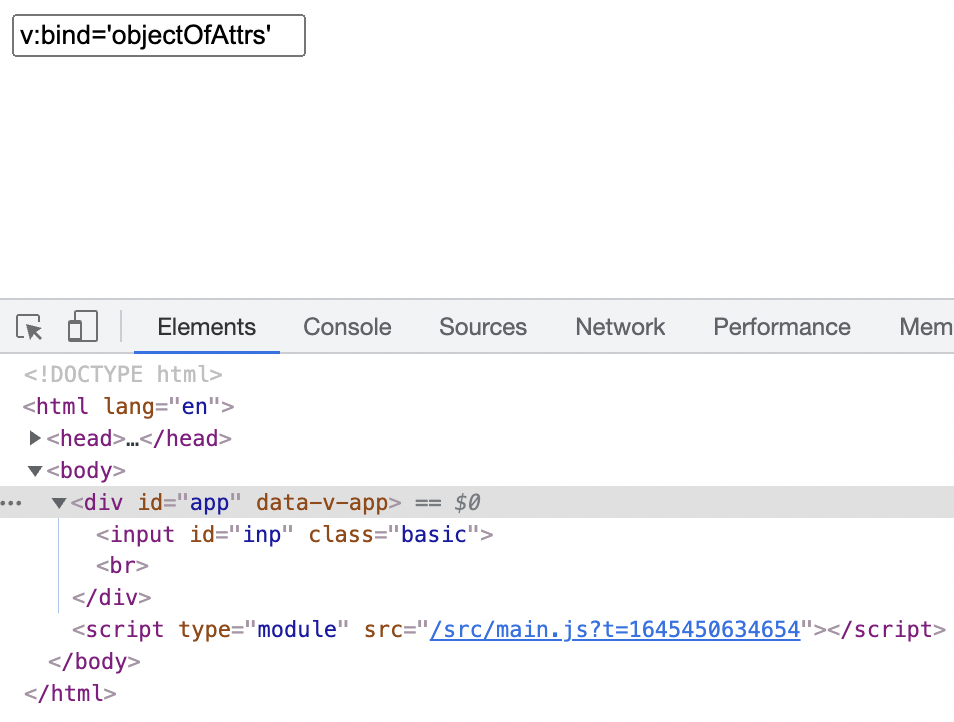 v:bind='objectOfAttrs'
Elements Console Sources Network Performance Mem
<!DOCTYPE html>
<html lang="en">
<head>…</head>
<body>
<div id="app" data-v-app> == $0
<input id="inp" class="basic">
<br>
</div>
<script type="module" src="/src/main.js?t=1645450634654"></script>
</body>
</html>